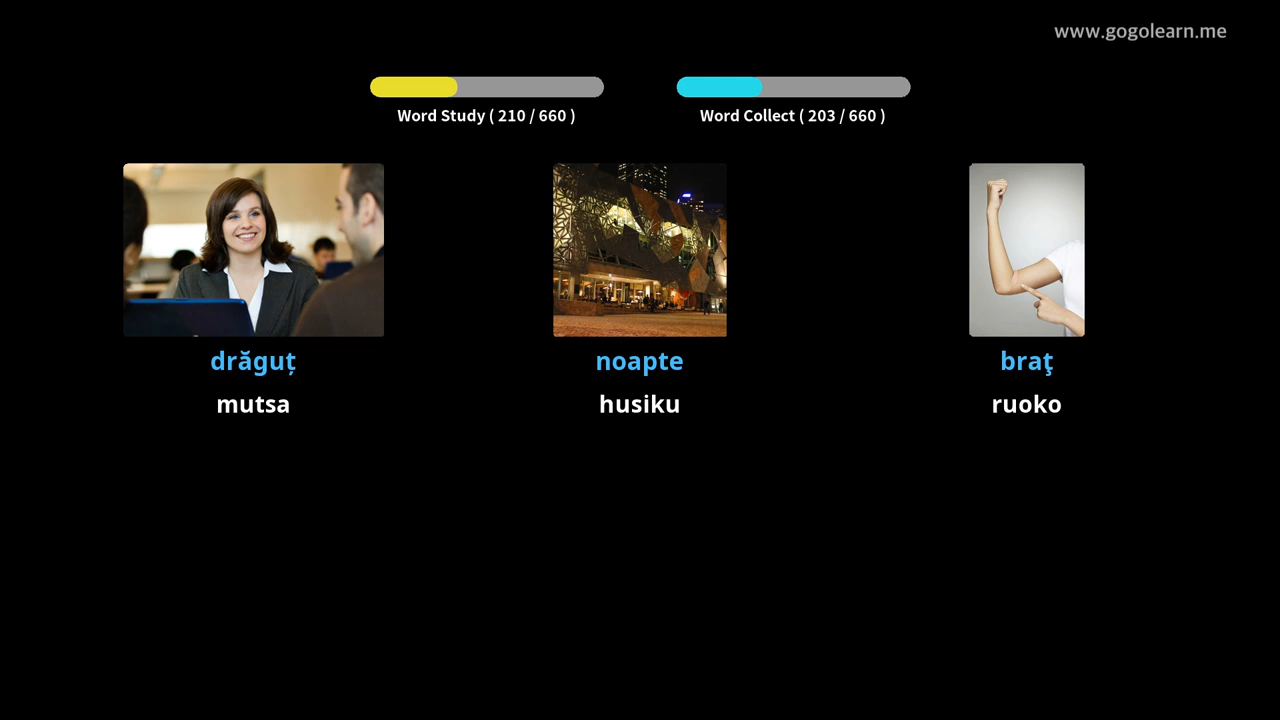 www.gogolearn.me
Word Study ( 210 / 660 )
Word Collect ( 203 / 660 )
drăguț
noapte
braţ
mutsa
husiku
ruoko